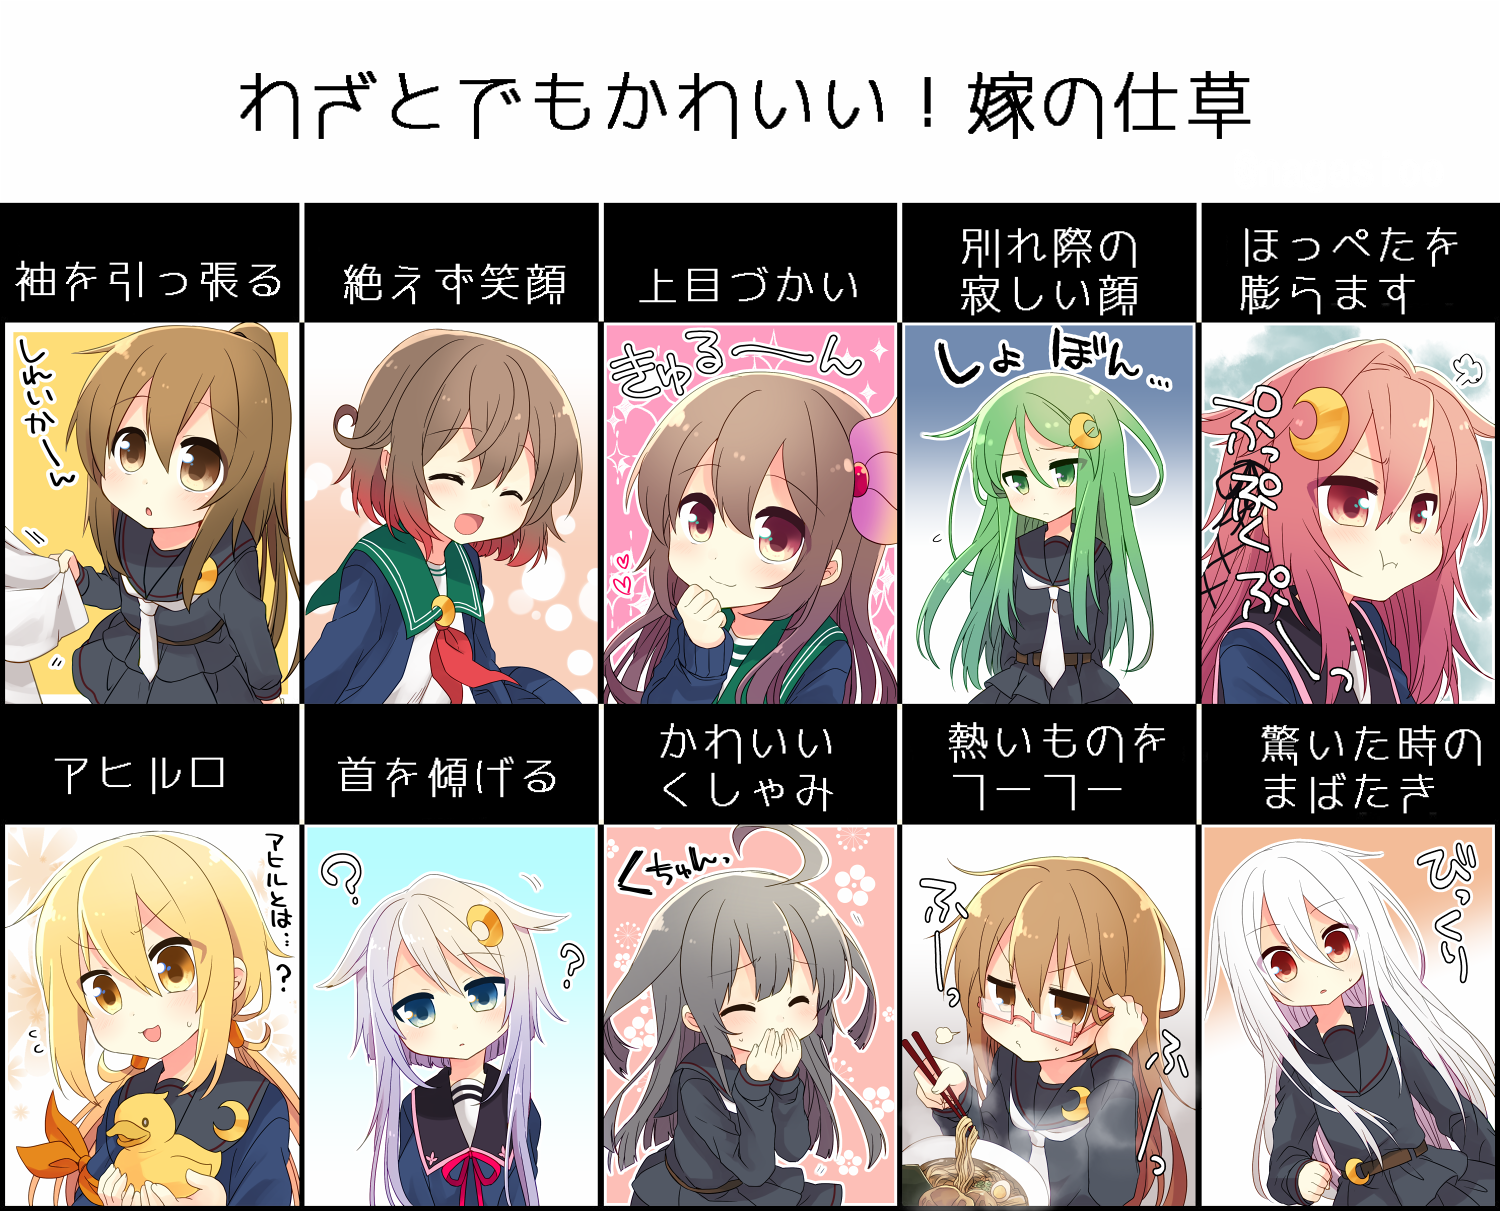 わざとでもかわいい！嫁の仕草
袖を引っ張る
絶えず笑顔
上目づかい
別れ際の
寂しい顔
ほっぺたを
膨らます
しれいかーん
きゅるーん
しょぼん…
ぷっぷくぷーっ
アヒル口
首を傾げる
かわいい
くしゃみ
熱いものを
フーフー
驚いた時の
まばたき
アヒルとは…？
？
？
くちゅん、
ふーっ
ふーっ
びっくり